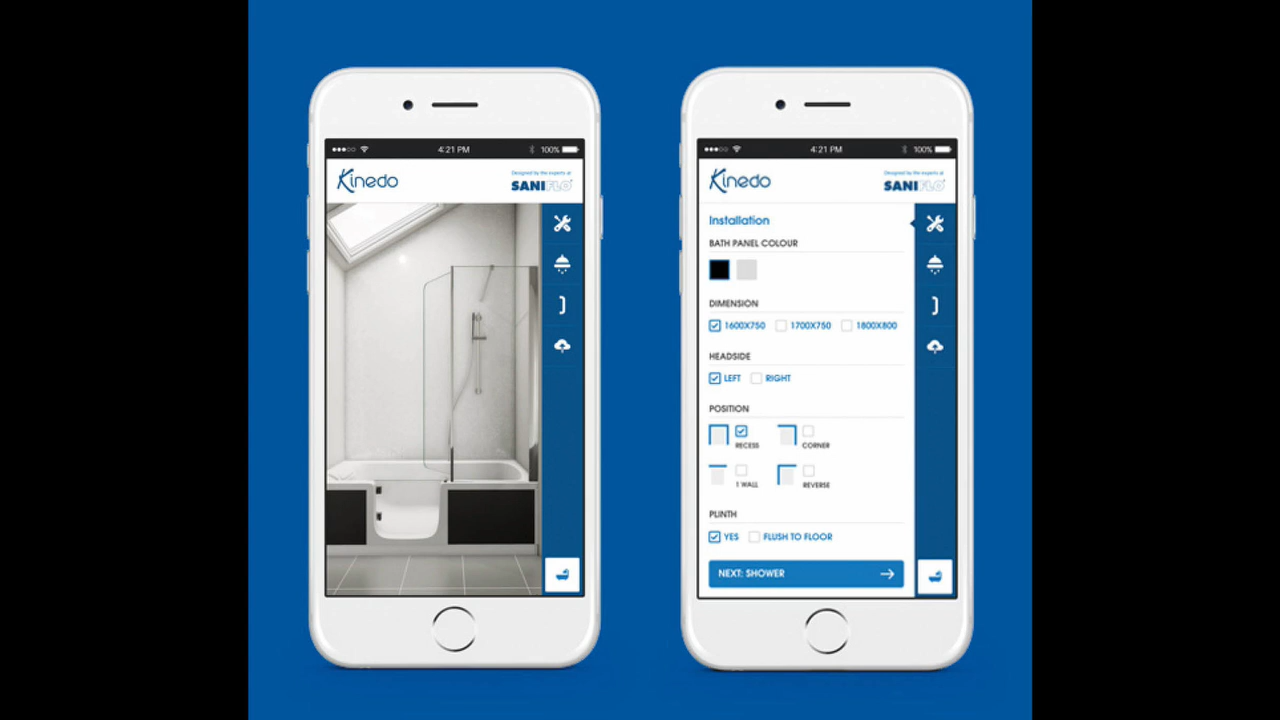 4:21 PM
100%
Kinedo
Designed by the experts at
SANIFLO
4:21 PM
100%
Kinedo
Designed by the experts at
SANIFLO
Installation
BATH PANEL COLOUR
DIMENSION
1600X750 1700X750 1800X800
HEADSIDE
LEFT RIGHT
POSITION
RECESS CORNER
1 WALL REVERSE
PLINTH
YES FLUSH TO FLOOR
NEXT: SHOWER